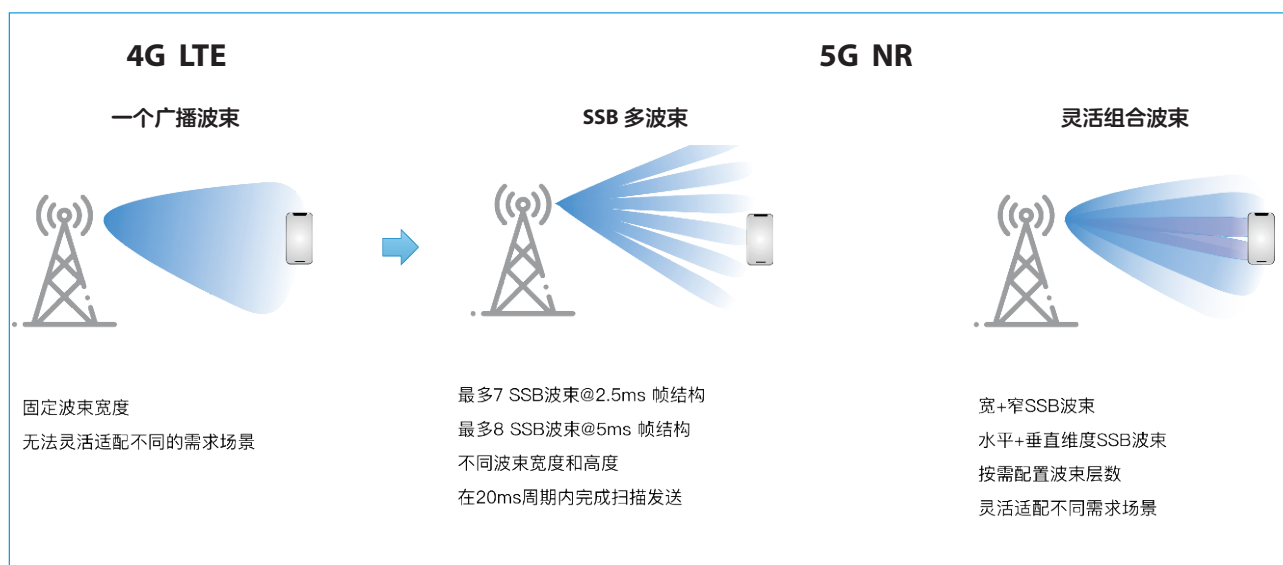 4G LTE
5G NR
一个广播波束
SSB 多波束
灵活组合波束
固定波束宽度
无法灵活适配不同的需求场景
最多7 SSB波束@2.5ms 帧结构
最多8 SSB波束@5ms 帧结构
不同波束宽度和高度
在20ms周期内完成扫描发送
宽+窄SSB波束
水平+垂直维度SSB波束
按需配置波束层数
灵活适配不同需求场景